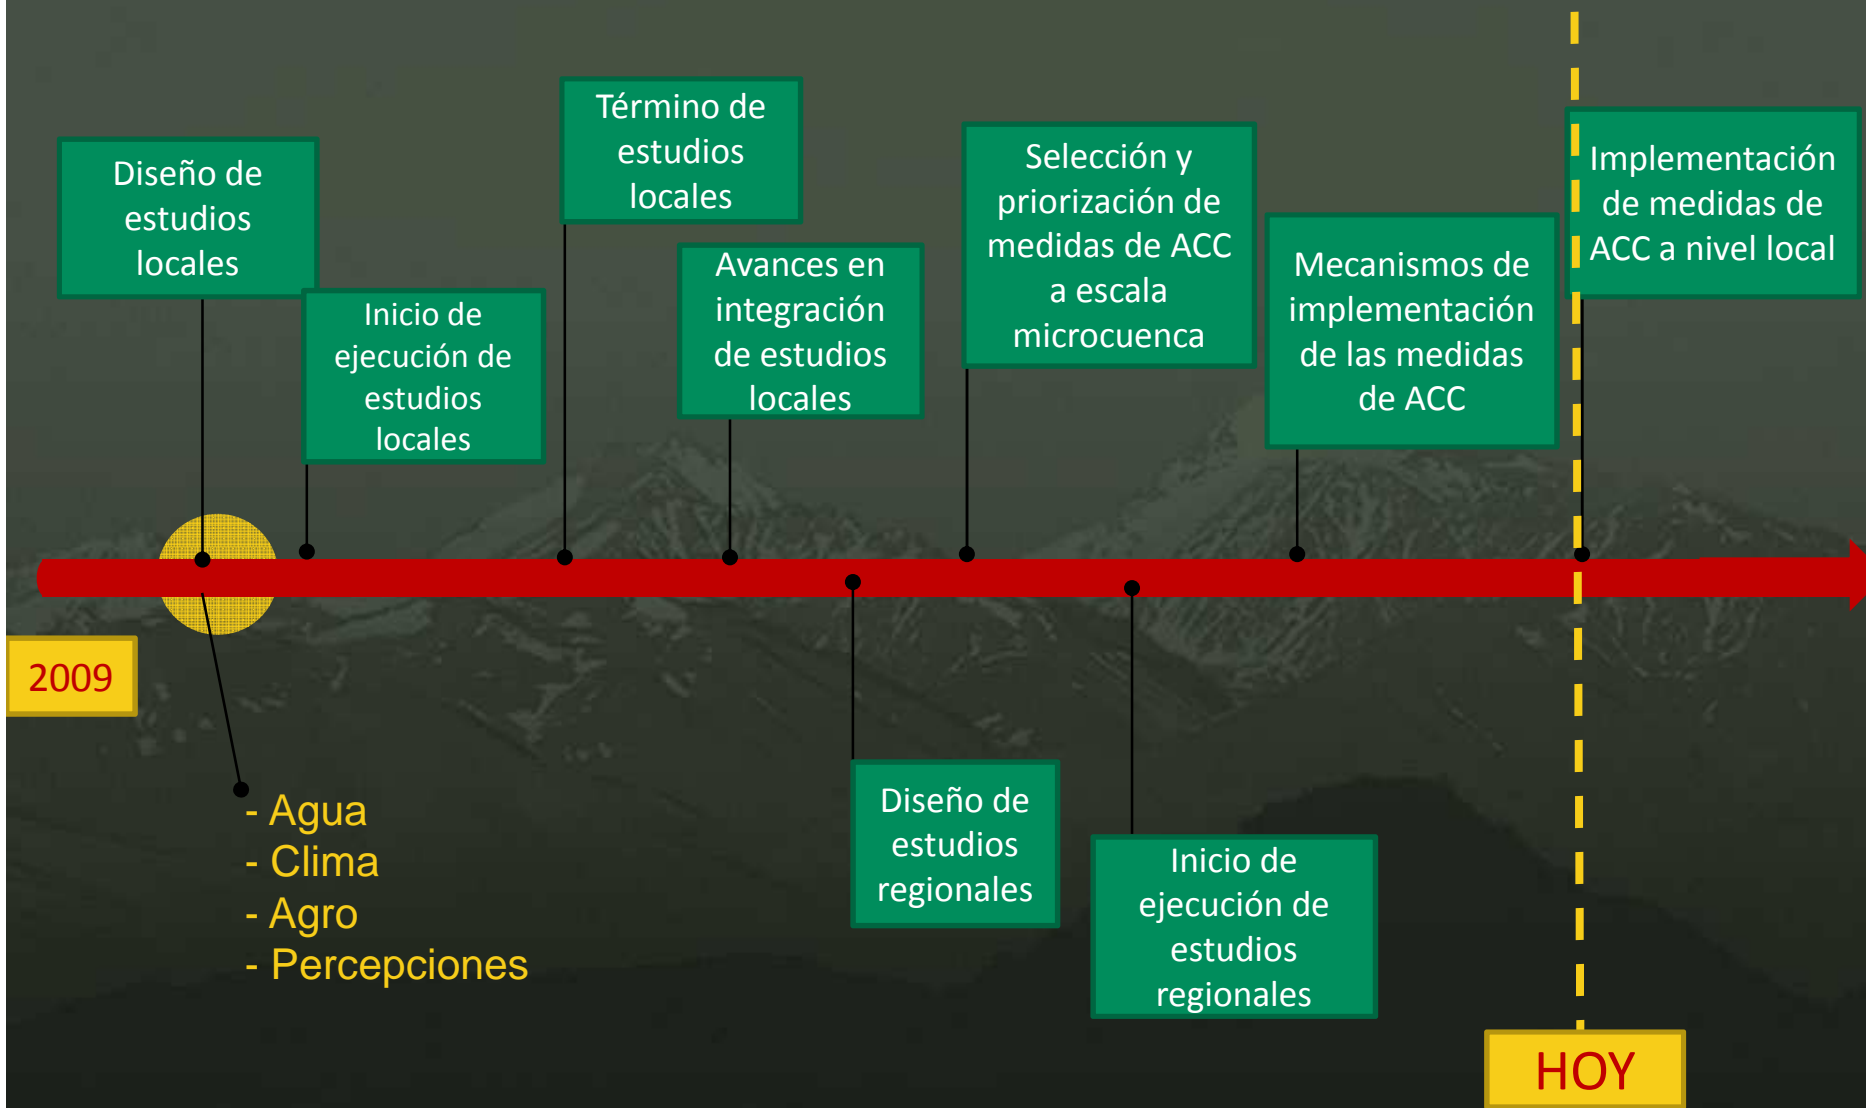 Diseño de
estudios
locales
Inicio de
ejecución de
estudios
locales
Término de
estudios
locales
Avances en
integración
de estudios
locales
Selección y
priorización de
medidas de ACC
a escala
microcuenca
Mecanismos de
implementación
de las medidas
de ACC
Implementación
de medidas de
ACC a nivel local
2009
- Agua
- Clima
- Agro
- Percepciones
Diseño de
estudios
regionales
Inicio de
ejecución de
estudios
regionales
HOY